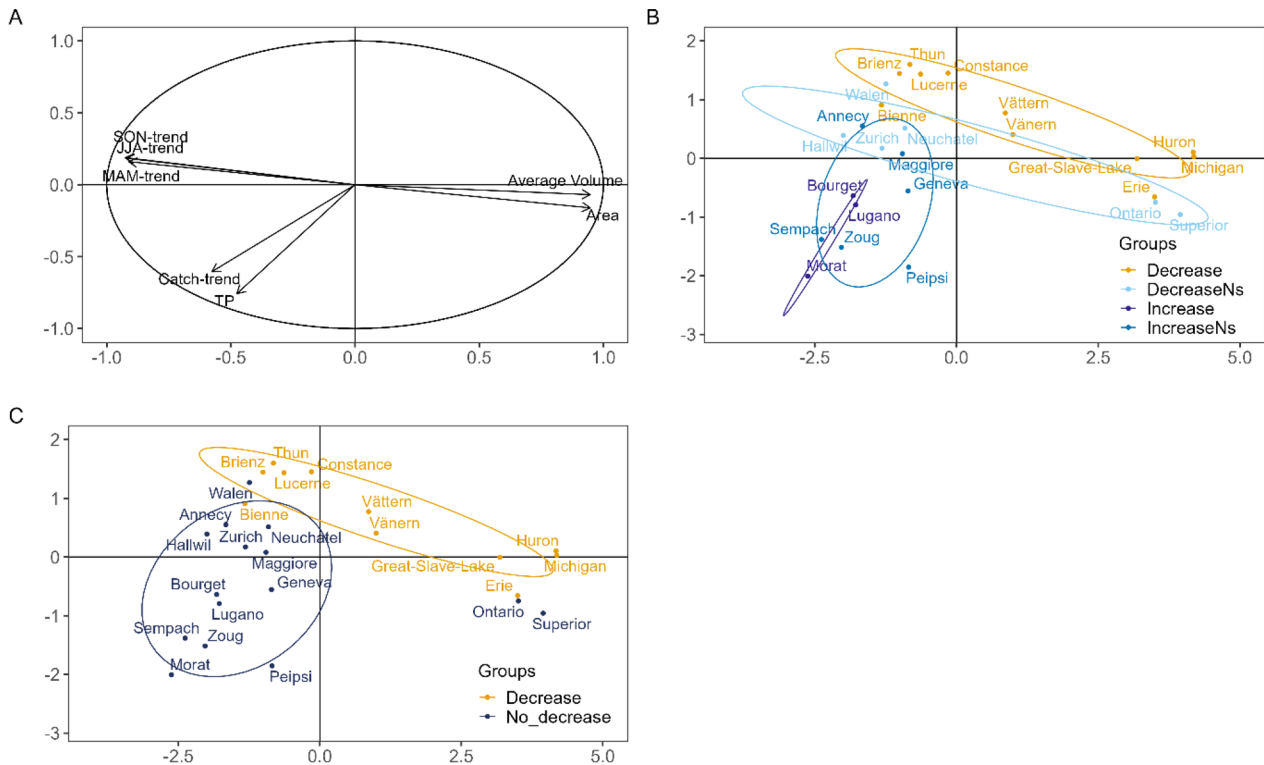 A
1.0
0.5
0.0
-0.5
-1.0
SON-trend
JJA-trend
MAM-trend
Average Volume
Area
Catch-trend
TP
-1.0
-0.5
0.0
0.5
1.0
B
2
1
0
-1
-2
-3
Thun
Brienz
Constance
Lucerne
Walen
Vättern
Bienne
Annecy
Vänern
Zurich
Neuchatel
Hallwil
Huron
Maggiore
Great-Slave-Lake
Michigan
Bourget
Geneva
Erie
Lugano
Ontario
Superior
Sempach
Zoug
Morat
Peipsi
Groups
Decrease
DecreaseNs
Increase
IncreaseNs
-2.5
0.0
2.5
5.0
C
2
1
0
-1
-2
-3
Thun
Brienz
Constance
Lucerne
Walen
Vättern
Annecy
Bienne
Vänern
Zurich
Neuchatel
Hallwil
Huron
Maggiore
Great-Slave-Lake
Michigan
Bourget
Geneva
Erie
Lugano
Ontario
Superior
Sempach
Zoug
Morat
Peipsi
Groups
Decrease
No_decrease
-2.5
0.0
2.5
5.0